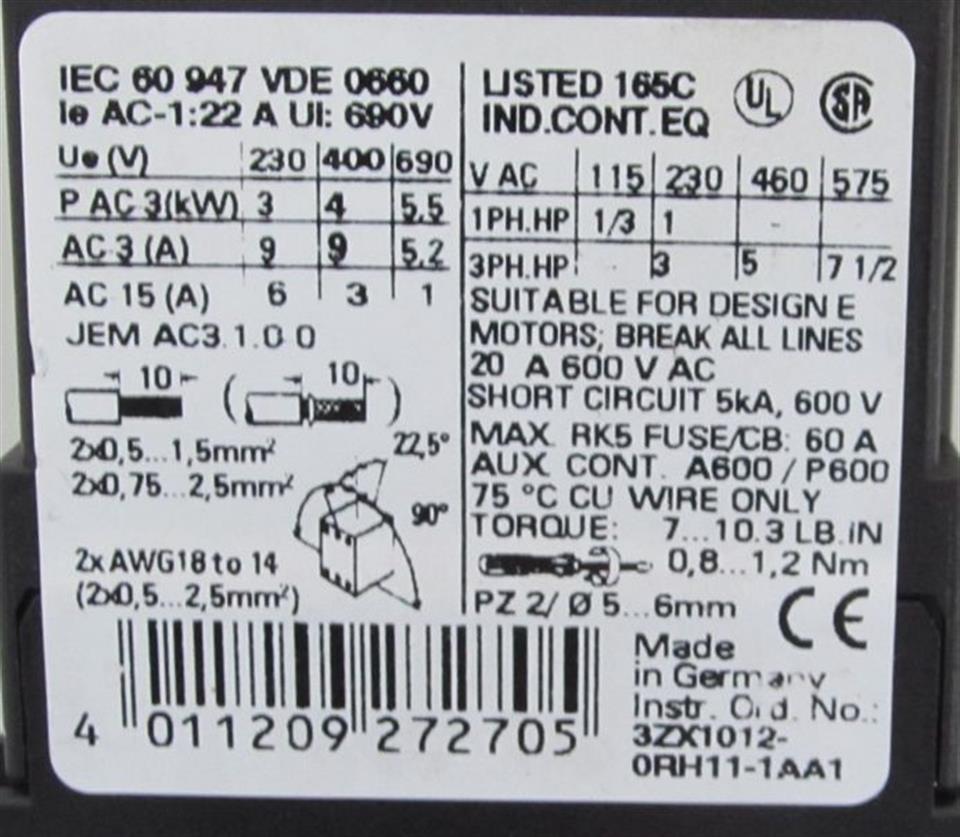 IEC 60 947 VDE 0660
Ie AC-1:22 A UI: 690V
Ue (V) 230 400 690
P AC 3(kW) 3 4 5,5
AC 3 (A) 9 9 5,2
AC 15 (A) 6 3 1
JEM AC3.1.0 0
10 ( 10 )
2x0,5...1,5mm²
2x0,75...2,5mm²
22,5°
90°
2x AWG18 to 14
(2x0,5...2,5mm²)
LISTED 165C
IND.CONT.EQ
UL
SA
V AC 115 230 460 575
1PH.HP 1/3 1 - -
3PH.HP - 3 5 7 1/2
SUITABLE FOR DESIGN E
MOTORS; BREAK ALL LINES
20 A 600 V AC
SHORT CIRCUIT 5kA, 600 V
MAX. RK5 FUSE/CB: 60 A
AUX. CONT. A600 / P600
75 °C CU WIRE ONLY
TORQUE: 7...10.3 LB.IN
0,8...1,2 Nm
PZ 2/ Ø 5...6mm
CE
4 011209 272705
Made
in Germany
Instr. Ord. No.:
3ZX1012-
0RH11-1AA1